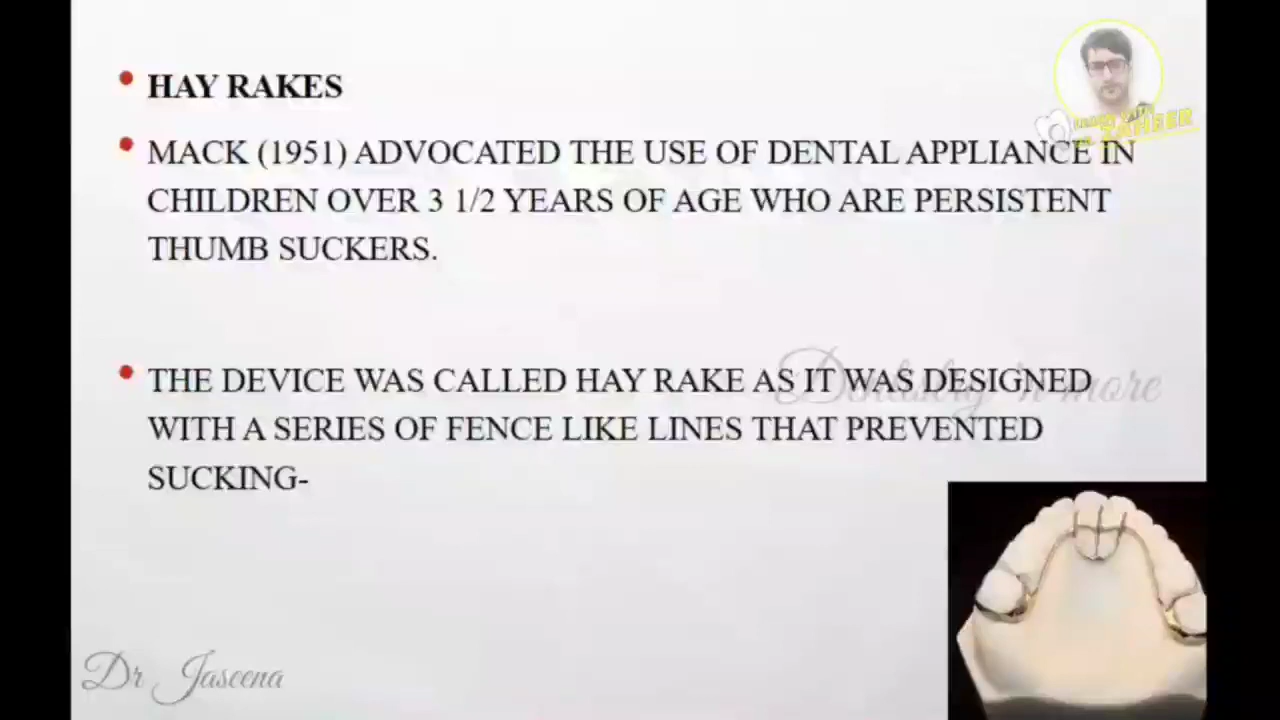 HAY RAKES
MACK (1951) ADVOCATED THE USE OF DENTAL APPLIANCE IN
CHILDREN OVER 3 1/2 YEARS OF AGE WHO ARE PERSISTENT
THUMB SUCKERS.
THE DEVICE WAS CALLED HAY RAKE AS IT WAS DESIGNED
WITH A SERIES OF FENCE LIKE LINES THAT PREVENTED
SUCKING-
Dentistry 'n more
Dr Jaseena